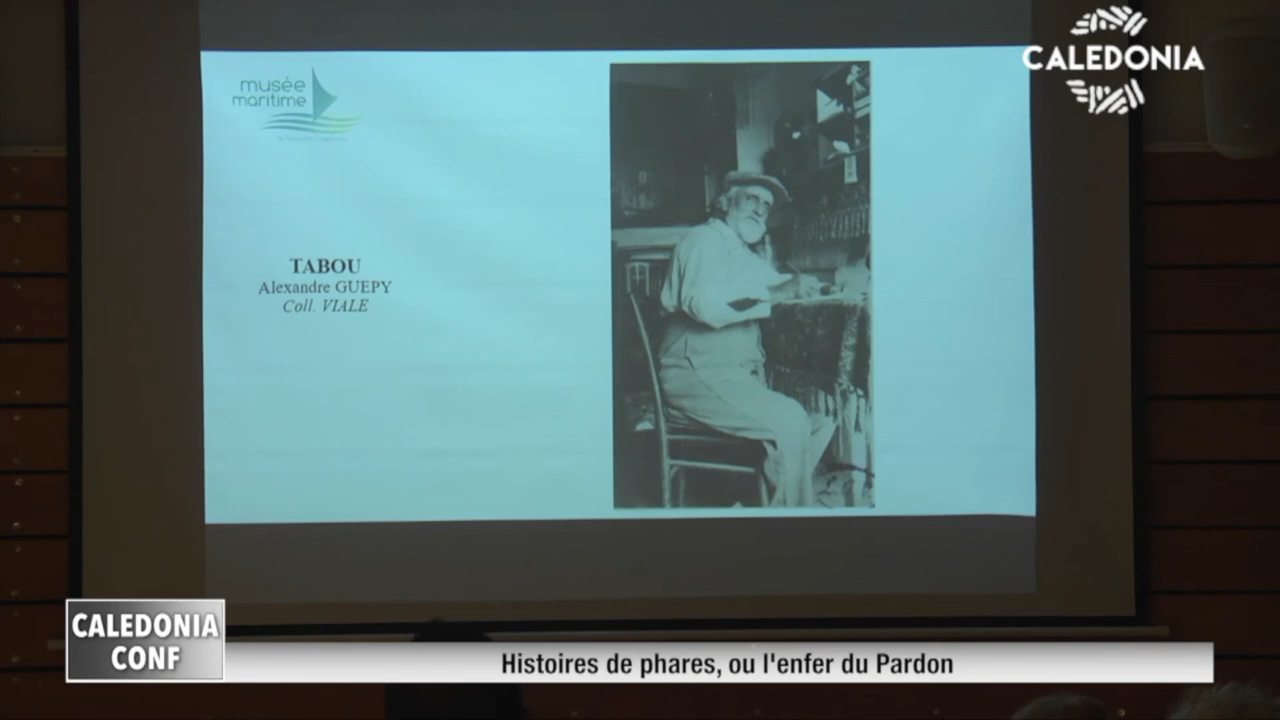 musée
maritime
CALEDONIA
TABOU
Alexandre GUEPY
Coll. VIALE
CALEDONIA
CONF
Histoires de phares, ou l'enfer du Pardon